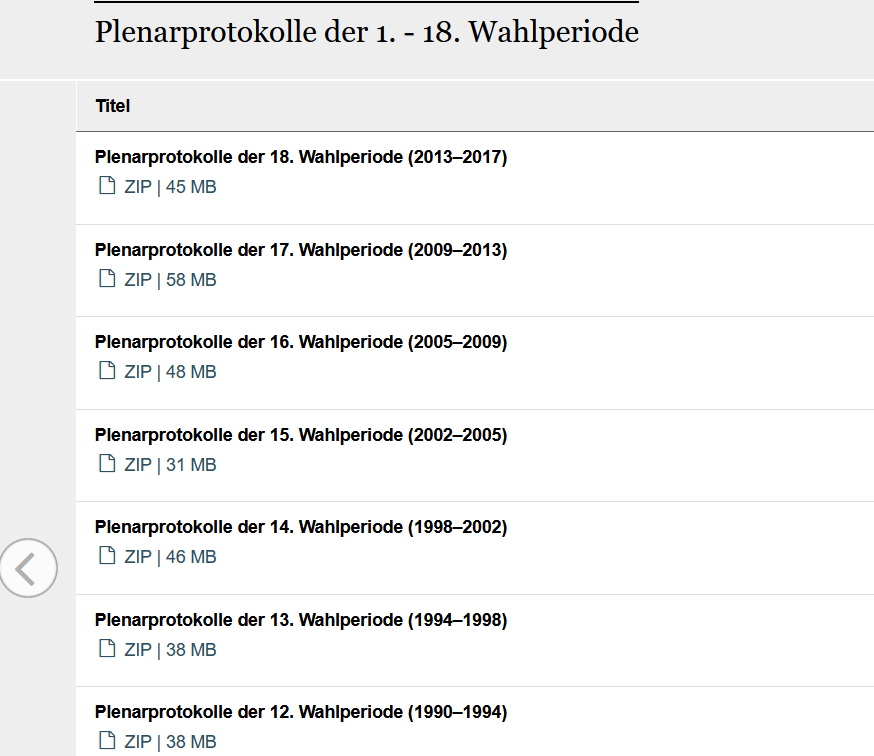 Plenarprotokolle der 1. - 18. Wahlperiode
Titel
Plenarprotokolle der 18. Wahlperiode (2013–2017)
ZIP | 45 MB
Plenarprotokolle der 17. Wahlperiode (2009–2013)
ZIP | 58 MB
Plenarprotokolle der 16. Wahlperiode (2005–2009)
ZIP | 48 MB
Plenarprotokolle der 15. Wahlperiode (2002–2005)
ZIP | 31 MB
Plenarprotokolle der 14. Wahlperiode (1998–2002)
ZIP | 46 MB
Plenarprotokolle der 13. Wahlperiode (1994–1998)
ZIP | 38 MB
Plenarprotokolle der 12. Wahlperiode (1990–1994)
ZIP | 38 MB